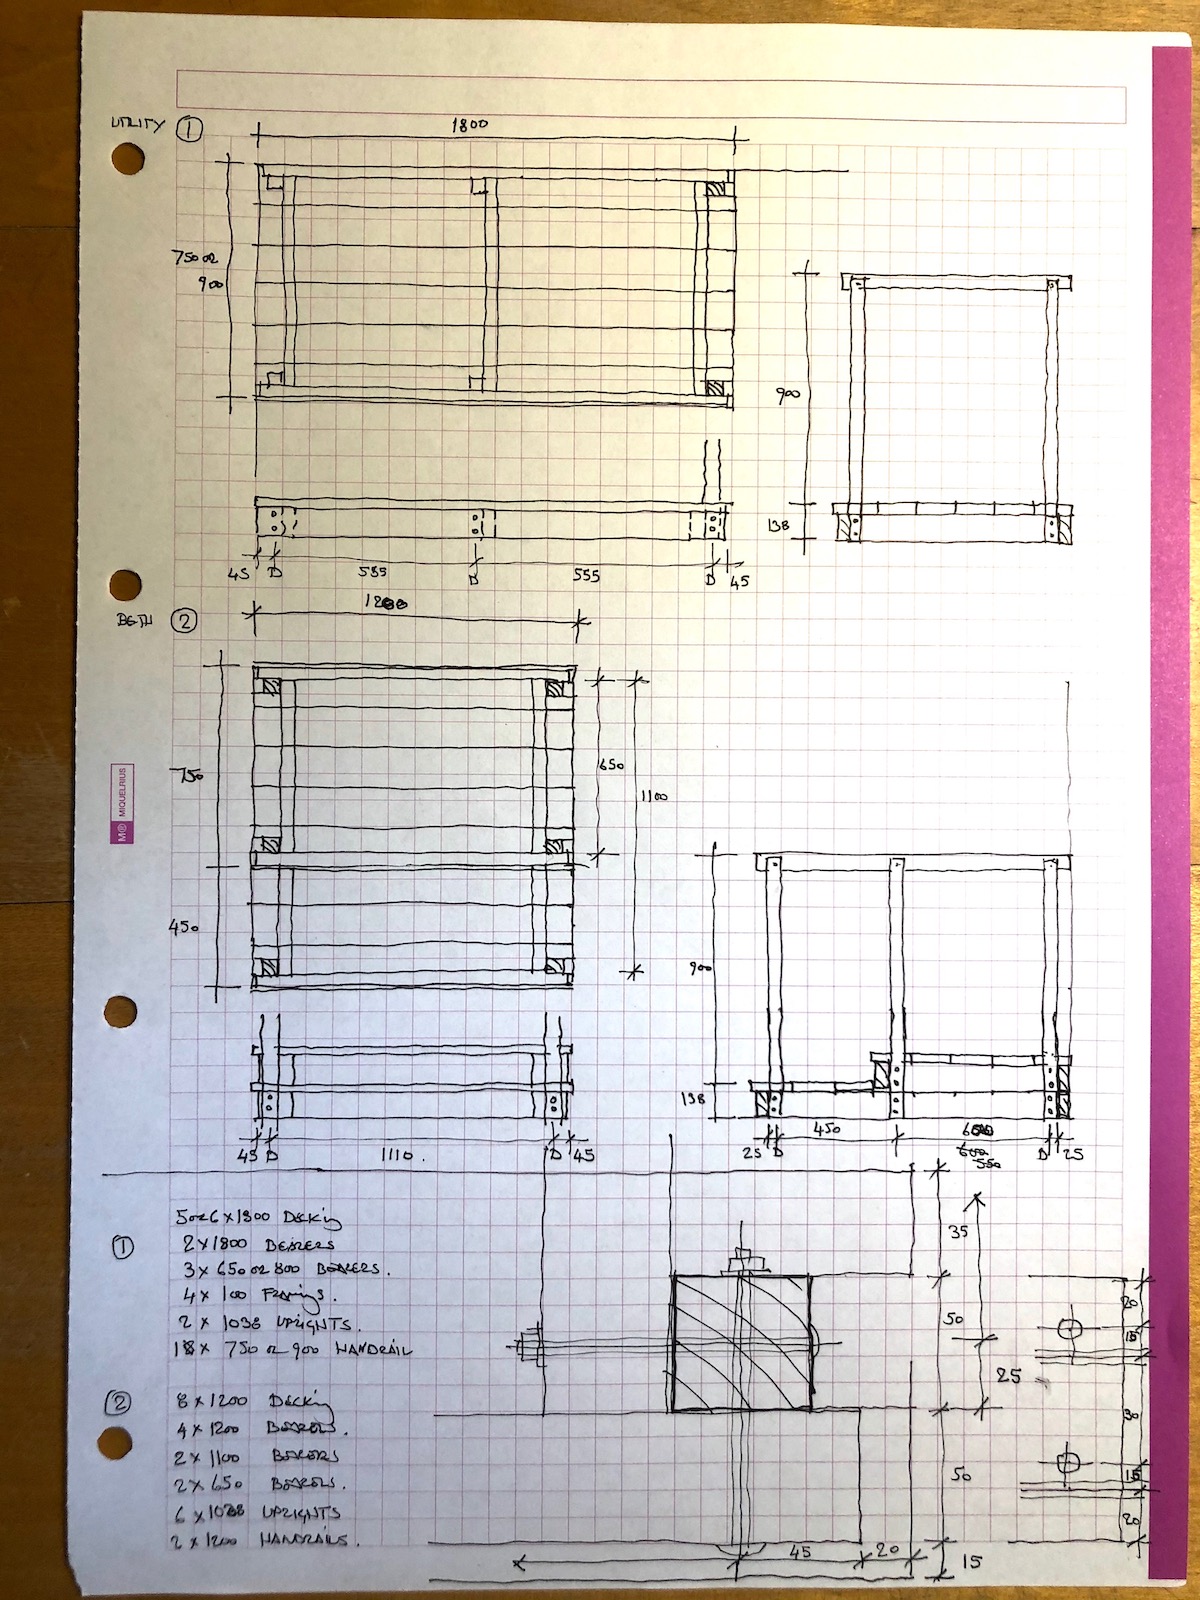 UTILITY 1
1800
750 or
900
900
138
45 D 555 D 555 D 45
1200
2
750
650
1100
450
900
138
45 D 1110. D 45
25 D 450 600 D 25
600
550
1
5 or 6 x 1800 Decking
2 x 1800 BEARERS
3 x 650 or 800 BEARERS.
4 x 100 Framings.
2 x 1038 UPRIGHTS.
1 x 750 or 900 HANDRAIL
2
8 x 1200 Decking
4 x 1200 BEARERS.
2 x 1100 BEARERS
2 x 650 BEARERS.
6 x 1038 UPRIGHTS
2 x 1200 HANDRAILS.
35
50
25
50
45 20
15
20
15
30
15
20
M MIQUELRIUS